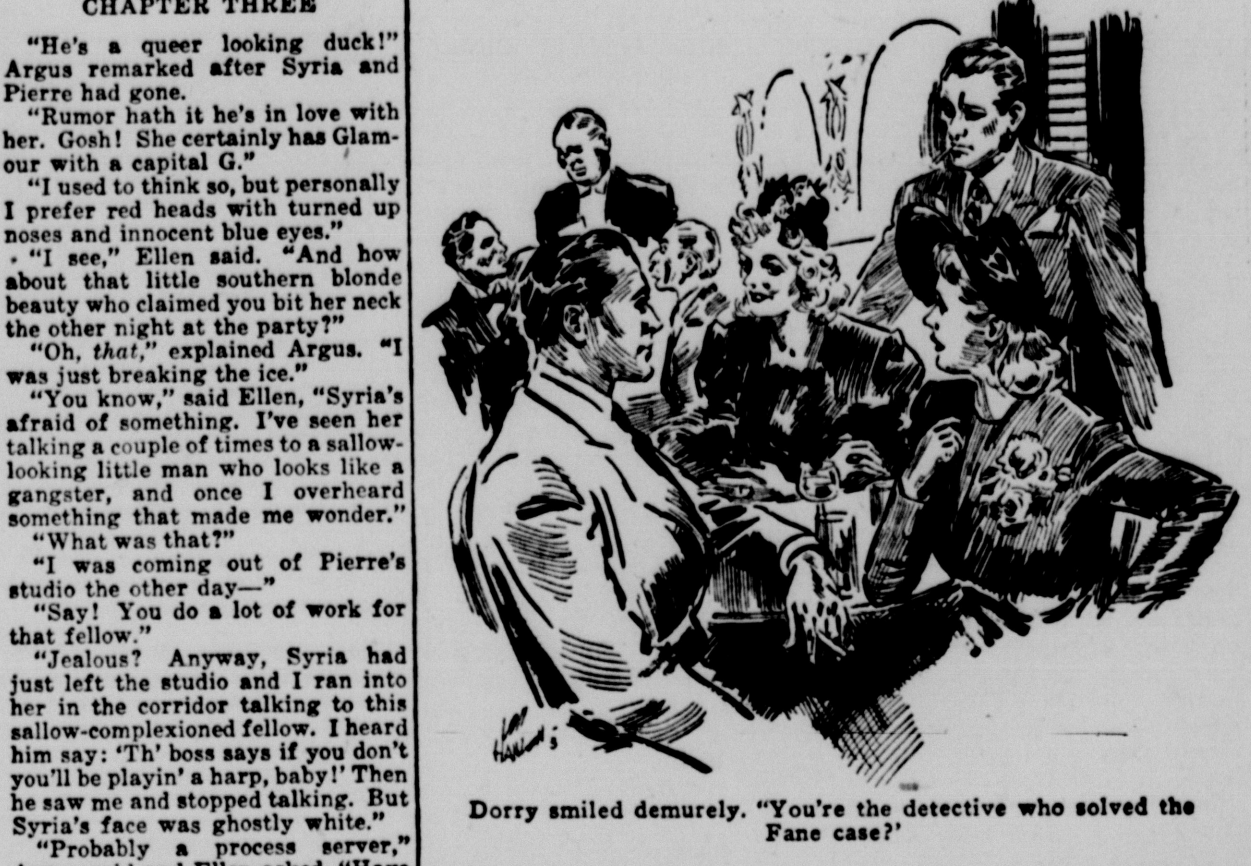 CHAPTER THREE
"He's a queer looking duck!"
Argus remarked after Syria and
Pierre had gone.
"Rumor hath it he's in love with
her. Gosh! She certainly has Glam-
our with a capital G."
"I used to think so, but personally
I prefer red heads with turned up
noses and innocent blue eyes."
"I see," Ellen said. "And how
about that little southern blonde
beauty who claimed you bit her neck
the other night at the party?"
"Oh, that," explained Argus. "I
was just breaking the ice."
"You know," said Ellen, "Syria's
afraid of something. I've seen her
talking a couple of times to a sallow-
looking little man who looks like a
gangster, and once I overheard
something that made me wonder."
"What was that?"
"I was coming out of Pierre's
studio the other day—"
"Say! You do a lot of work for
that fellow."
"Jealous? Anyway, Syria had
just left the studio and I ran into
her in the corridor talking to this
sallow-complexioned fellow. I heard
him say: 'Th' boss says if you don't
you'll be playin' a harp, baby!' Then
he saw me and stopped talking. But
Syria's face was ghostly white."
"Probably a process server,"
Ellen asked. "Have
Dorry smiled demurely. "You're the detective who solved the
Fane case?'